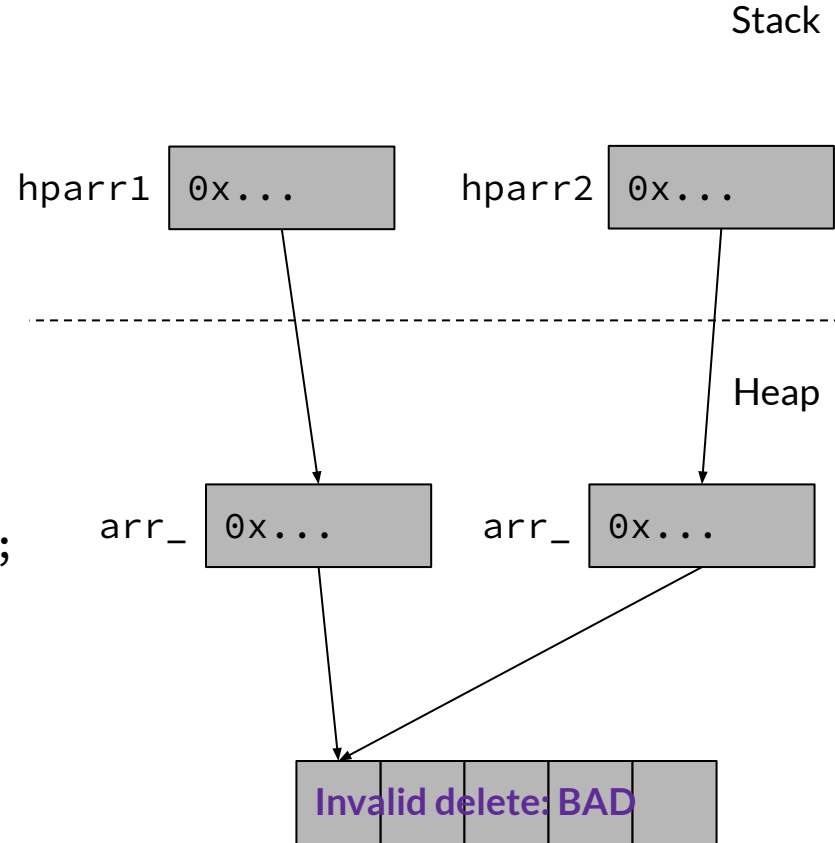 Stack
hparr1 0x... hparr2 0x...
Heap
; arr_ 0x... arr_ 0x...
Invalid delete: BAD